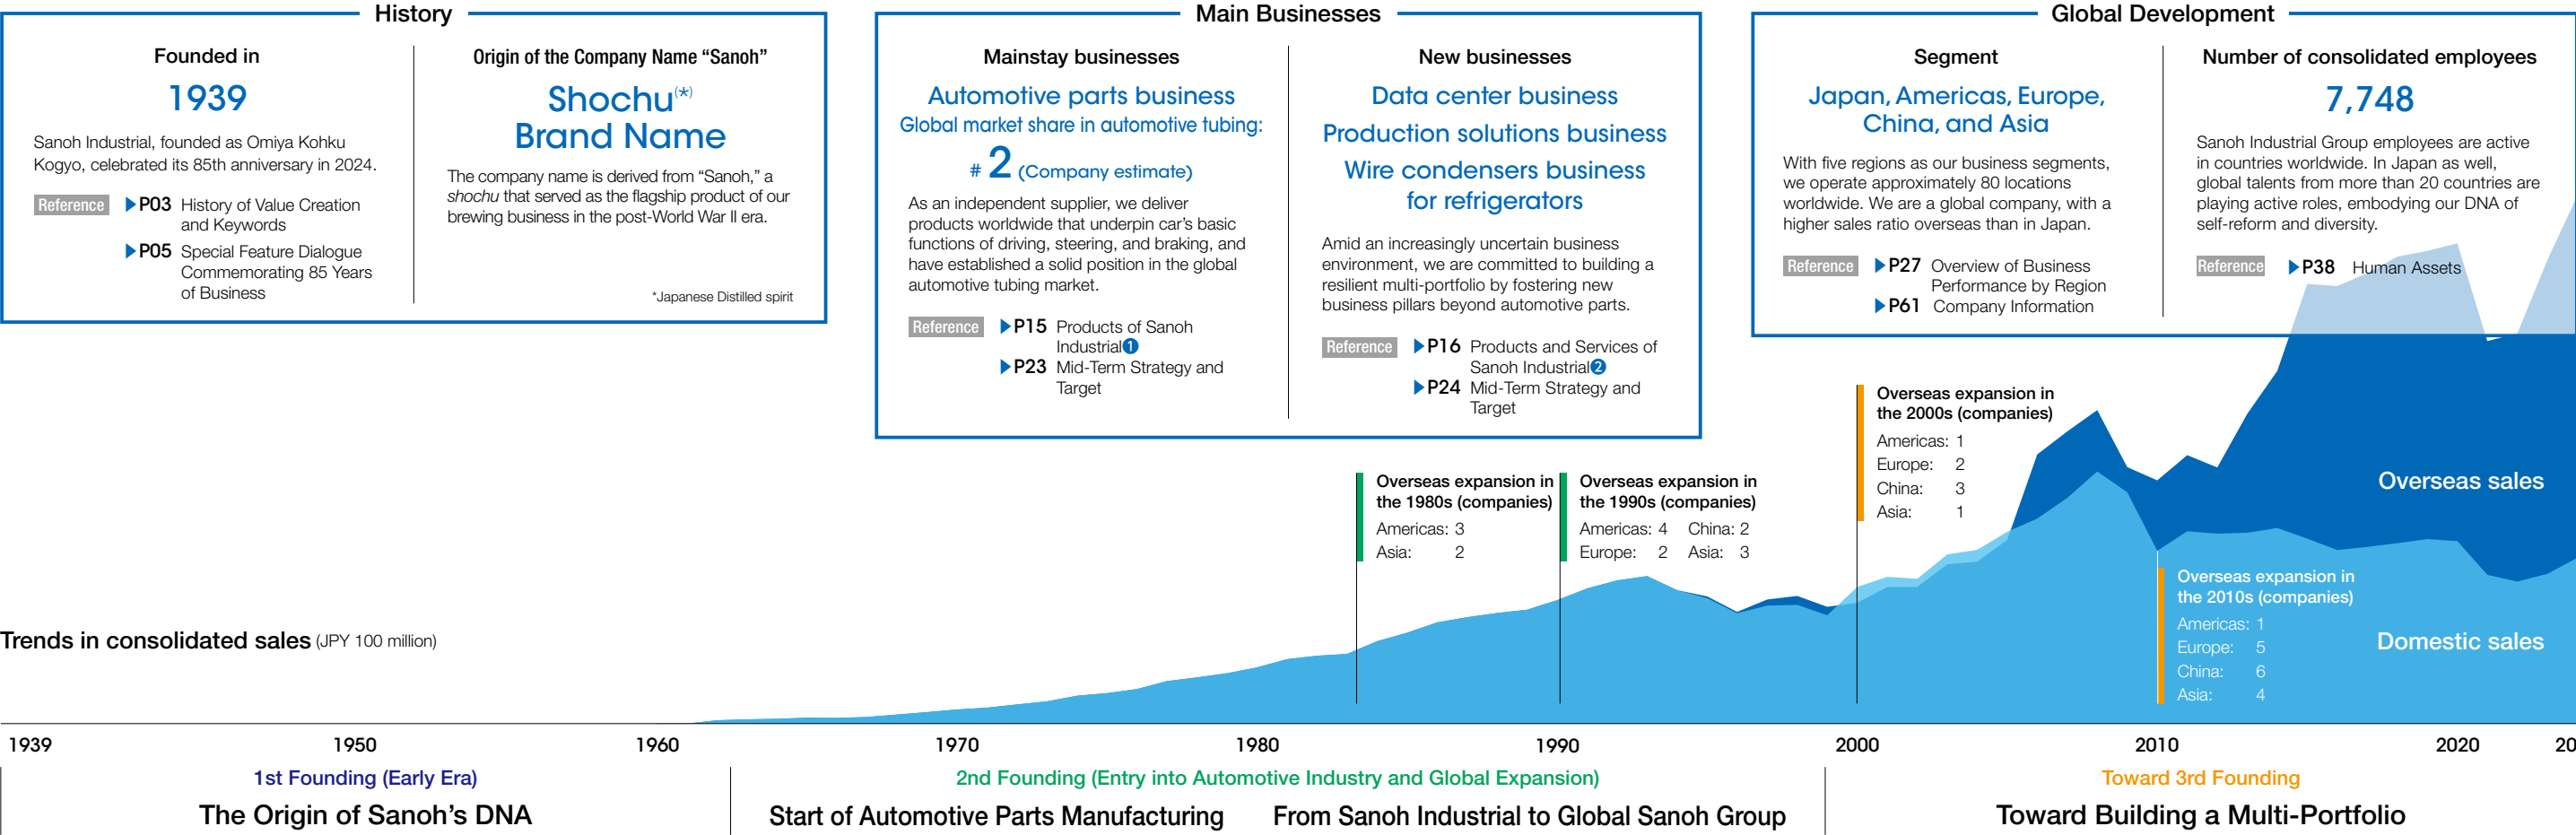 History
Founded in
1939
Sanoh Industrial, founded as Omiya Kohku
Kogyo, celebrated its 85th anniversary in 2024.
Reference ▶P03 History of Value Creation
and Keywords
▶P05 Special Feature Dialogue
Commemorating 85 Years
of Business
Origin of the Company Name “Sanoh”
Shochu(*)
Brand Name
The company name is derived from “Sanoh,” a
shochu that served as the flagship product of our
brewing business in the post-World War II era.
*Japanese Distilled spirit
Main Businesses
Mainstay businesses
Automotive parts business
Global market share in automotive tubing:
# 2 (Company estimate)
As an independent supplier, we deliver
products worldwide that underpin car’s basic
functions of driving, steering, and braking, and
have established a solid position in the global
automotive tubing market.
Reference ▶P15 Products of Sanoh
Industrial❶
▶P23 Mid-Term Strategy and
Target
New businesses
Data center business
Production solutions business
Wire condensers business
for refrigerators
Amid an increasingly uncertain business
environment, we are committed to building a
resilient multi-portfolio by fostering new
business pillars beyond automotive parts.
Reference ▶P16 Products and Services of
Sanoh Industrial❷
▶P24 Mid-Term Strategy and
Target
Global Development
Segment
Japan, Americas, Europe,
China, and Asia
With five regions as our business segments,
we operate approximately 80 locations
worldwide. We are a global company, with a
higher sales ratio overseas than in Japan.
Reference ▶P27 Overview of Business
Performance by Region
▶P61 Company Information
Number of consolidated employees
7,748
Sanoh Industrial Group employees are active
in countries worldwide. In Japan as well,
global talents from more than 20 countries are
playing active roles, embodying our DNA of
self-reform and diversity.
Reference ▶P38 Human Assets
Overseas expansion in
the 1980s (companies)
Americas: 3
Asia: 2
Overseas expansion in
the 1990s (companies)
Americas: 4 China: 2
Europe: 2 Asia: 3
Overseas expansion in
the 2000s (companies)
Americas: 1
Europe: 2
China: 3
Asia: 1
Overseas sales
Overseas expansion in
the 2010s (companies)
Americas: 1
Europe: 5
China: 6
Asia: 4
Domestic sales
Trends in consolidated sales (JPY 100 million)
1939 1950 1960 1970 1980 1990 2000 2010 2020 20
1st Founding (Early Era)
The Origin of Sanoh’s DNA
2nd Founding (Entry into Automotive Industry and Global Expansion)
Start of Automotive Parts Manufacturing From Sanoh Industrial to Global Sanoh Group
Toward 3rd Founding
Toward Building a Multi-Portfolio